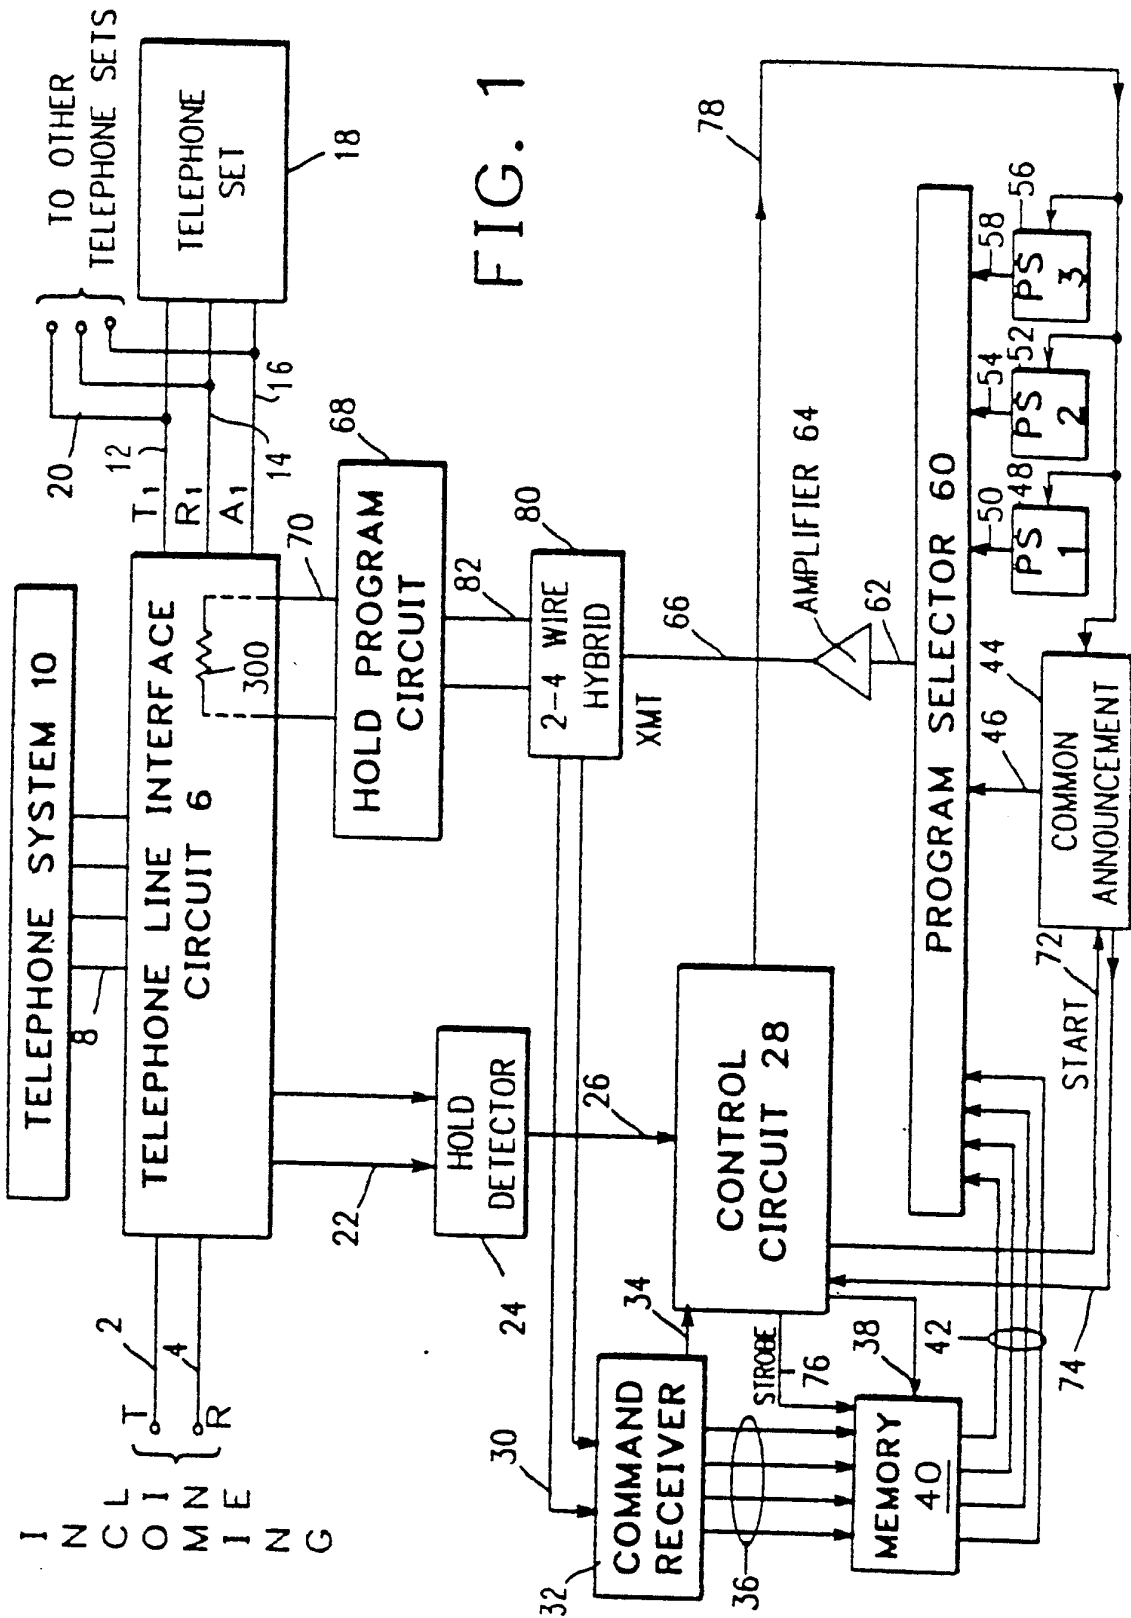 TELEPHONE SYSTEM 10
8
TO OTHER
TELEPHONE SETS
20
INCOMING
LINE
T
R
2
4
TELEPHONE LINE INTERFACE
CIRCUIT 6
300
T1
R1
A1
12
14
16
TELEPHONE
SET
18
22
HOLD
DETECTOR
24
26
70
HOLD PROGRAM
CIRCUIT
68
82
2-4 WIRE
HYBRID
80
XMT
66
FIG. 1
30
COMMAND
RECEIVER
32
34
36
CONTROL
CIRCUIT 28
STROBE
76
38
MEMORY
40
42
74
78
AMPLIFIER 64
62
PROGRAM SELECTOR 60
START
72
46
COMMON
ANNOUNCEMENT
44
50
PS
1
48
54
PS
2
52
58
PS
3
56